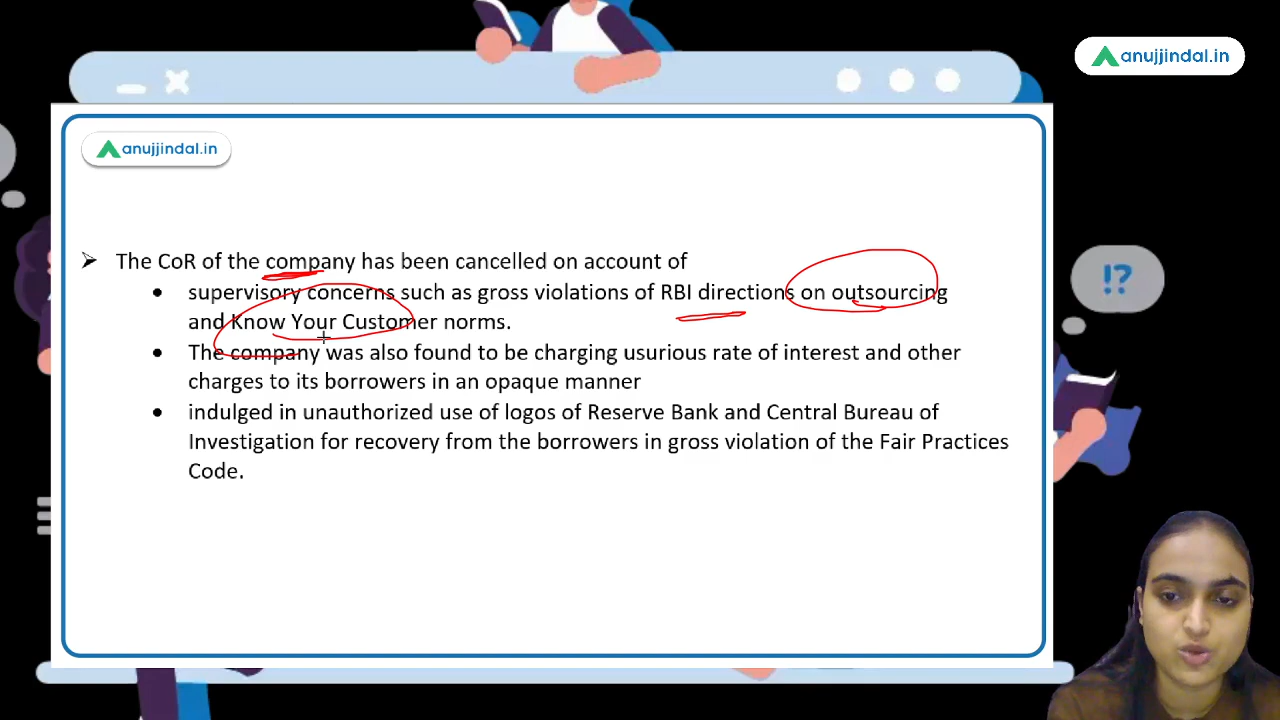 anujjindal.in
anujjindal.in
The CoR of the company has been cancelled on account of
supervisory concerns such as gross violations of RBI directions on outsourcing
and Know Your Customer norms.
The company was also found to be charging usurious rate of interest and other
charges to its borrowers in an opaque manner
indulged in unauthorized use of logos of Reserve Bank and Central Bureau of
Investigation for recovery from the borrowers in gross violation of the Fair Practices
Code.
!?